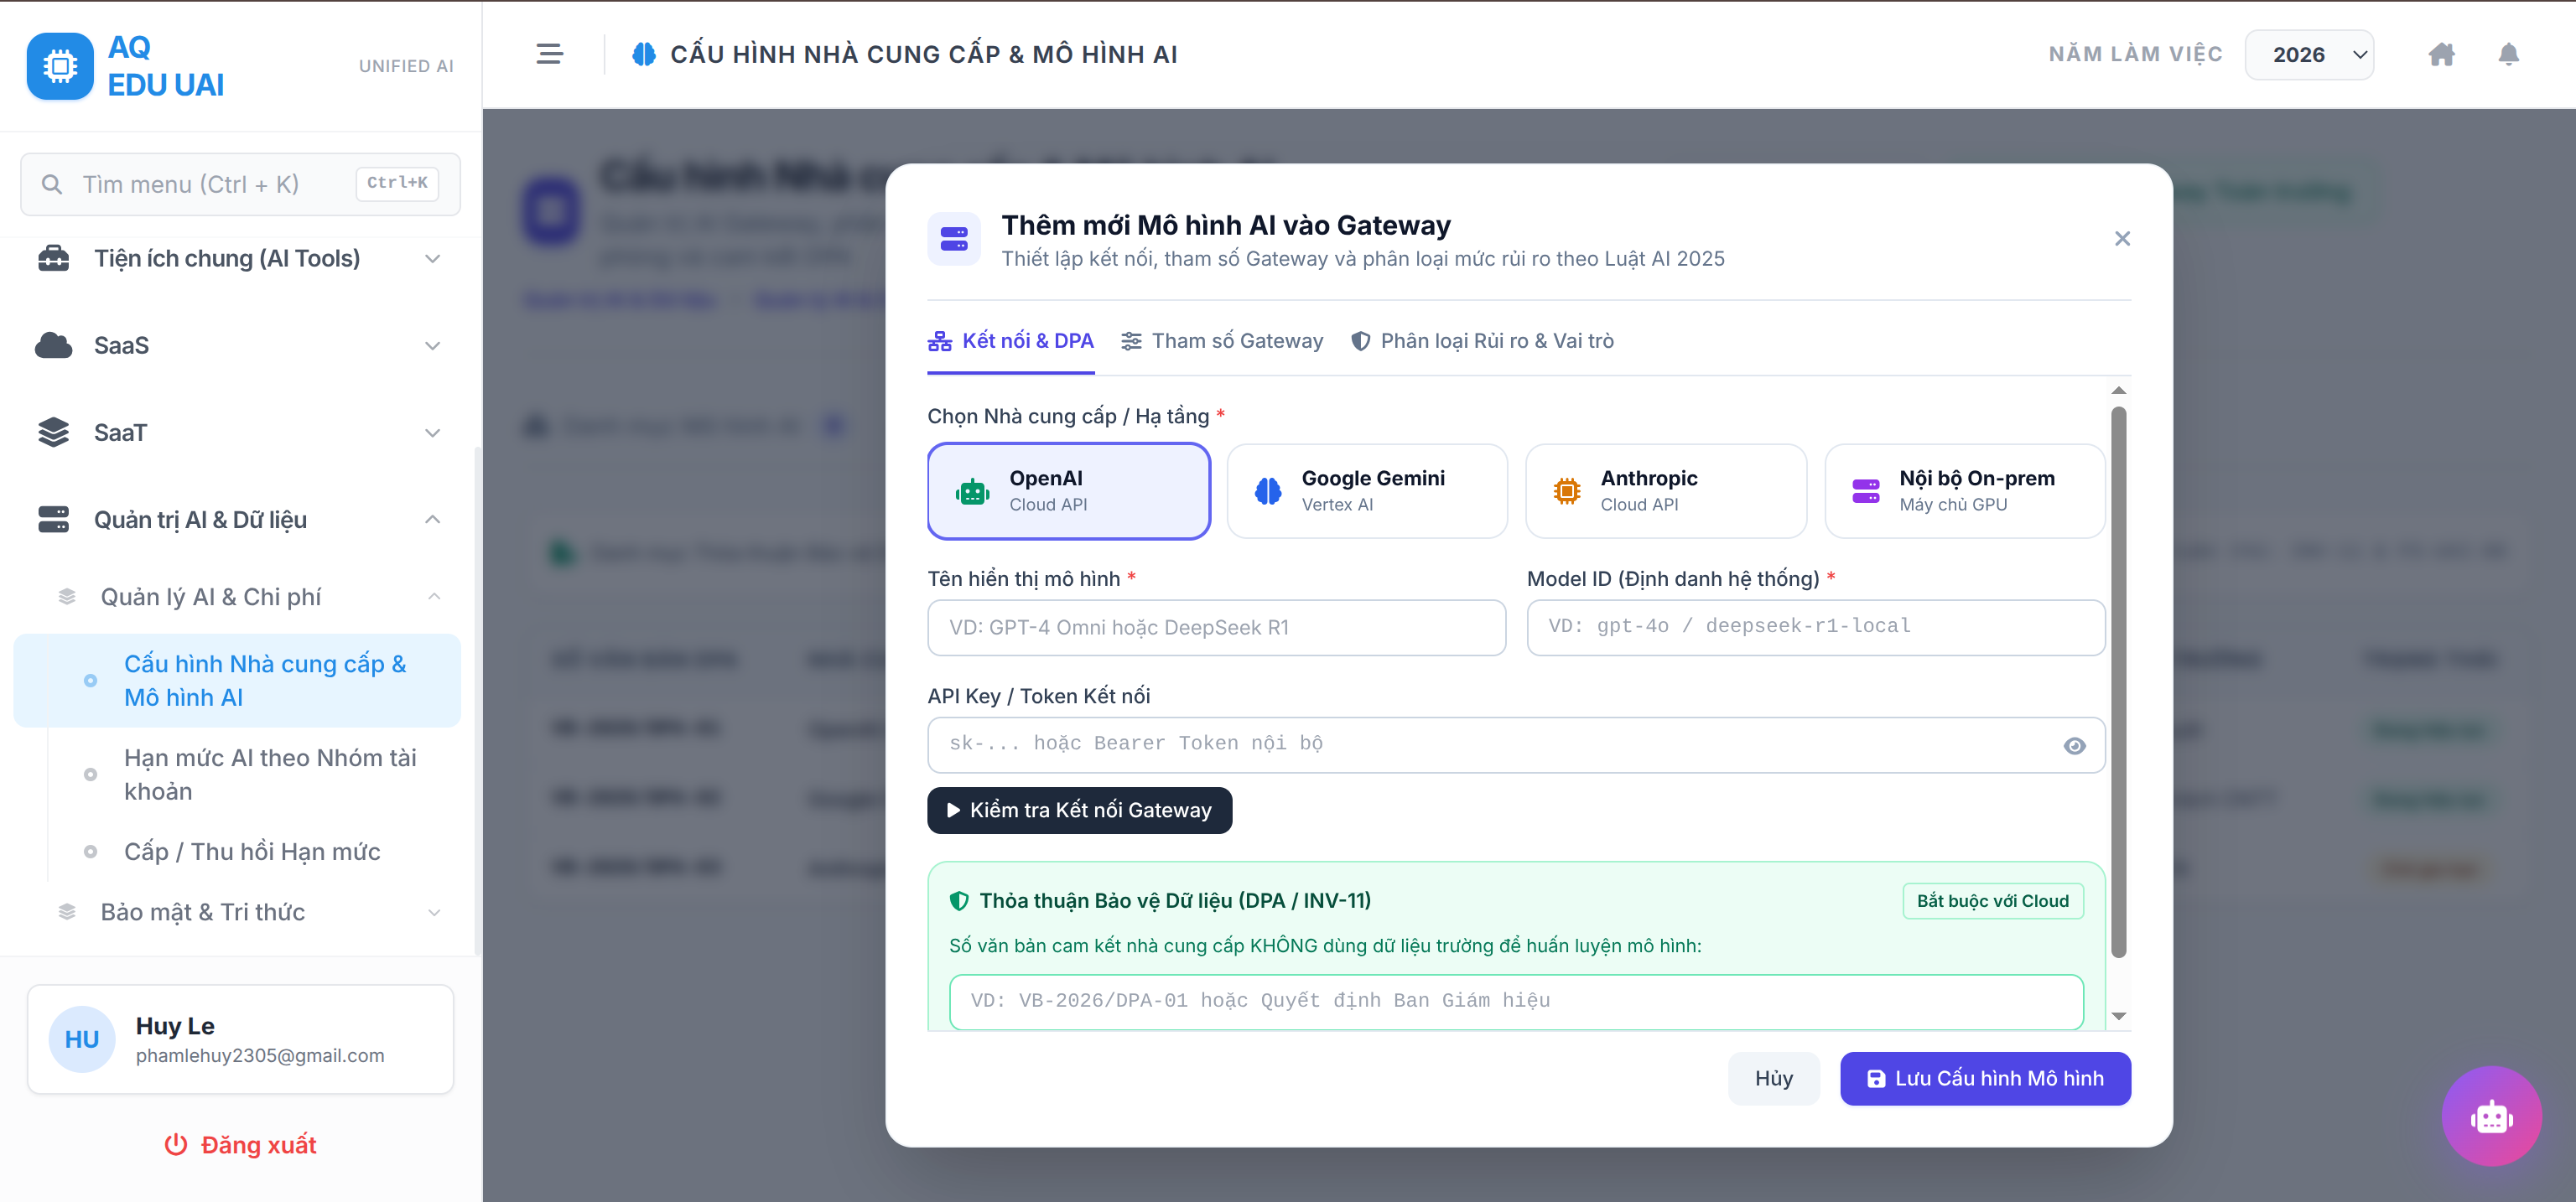 AQ
EDU UAI
UNIFIED AI
Tìm menu (Ctrl + K)
Ctrl+K
Tiện ích chung (AI Tools)
SaaS
SaaT
Quản trị AI & Dữ liệu
Quản lý AI & Chi phí
Cấu hình Nhà cung cấp &
Mô hình AI
Hạn mức AI theo Nhóm tài
khoản
Cấp / Thu hồi Hạn mức
Bảo mật & Tri thức
HU
Huy Le
phamlehuy2305@gmail.com
Đăng xuất
CẤU HÌNH NHÀ CUNG CẤP & MÔ HÌNH AI
NĂM LÀM VIỆC
2026
Thêm mới Mô hình AI vào Gateway
Thiết lập kết nối, tham số Gateway và phân loại mức rủi ro theo Luật AI 2025
Kết nối & DPA
Tham số Gateway
Phân loại Rủi ro & Vai trò
Chọn Nhà cung cấp / Hạ tầng *
OpenAI
Cloud API
Google Gemini
Vertex AI
Anthropic
Cloud API
Nội bộ On-prem
Máy chủ GPU
Tên hiển thị mô hình *
VD: GPT-4 Omni hoặc DeepSeek R1
Model ID (Định danh hệ thống) *
VD: gpt-4o / deepseek-r1-local
API Key / Token Kết nối
sk-... hoặc Bearer Token nội bộ
Kiểm tra Kết nối Gateway
Thỏa thuận Bảo vệ Dữ liệu (DPA / INV-11)
Bắt buộc với Cloud
Số văn bản cam kết nhà cung cấp KHÔNG dùng dữ liệu trường để huấn luyện mô hình:
VD: VB-2026/DPA-01 hoặc Quyết định Ban Giám hiệu
Hủy
Lưu Cấu hình Mô hình